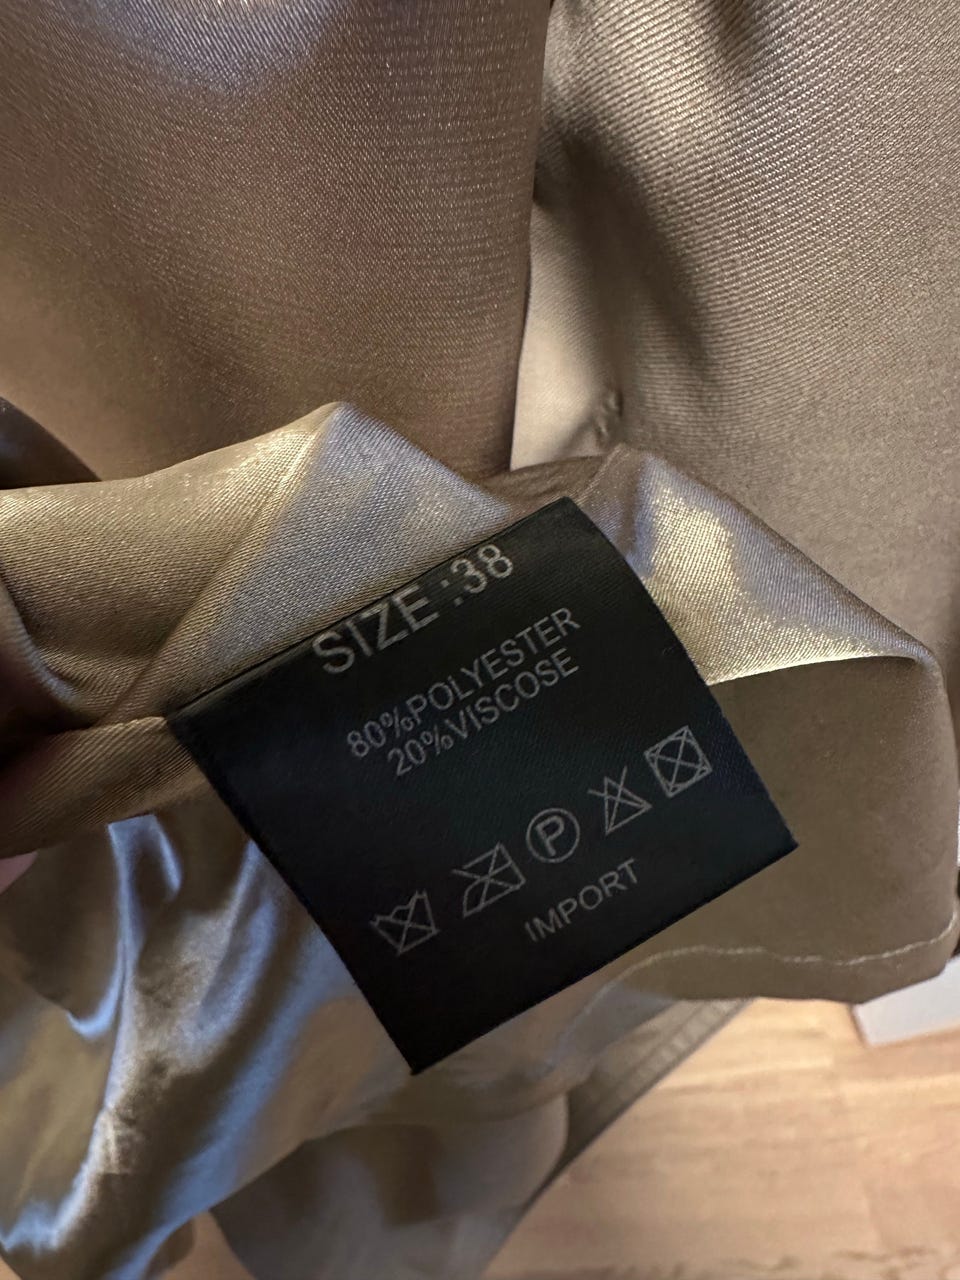 SIZE :38
80%POLYESTER
20%VISCOSE
P
IMPORT